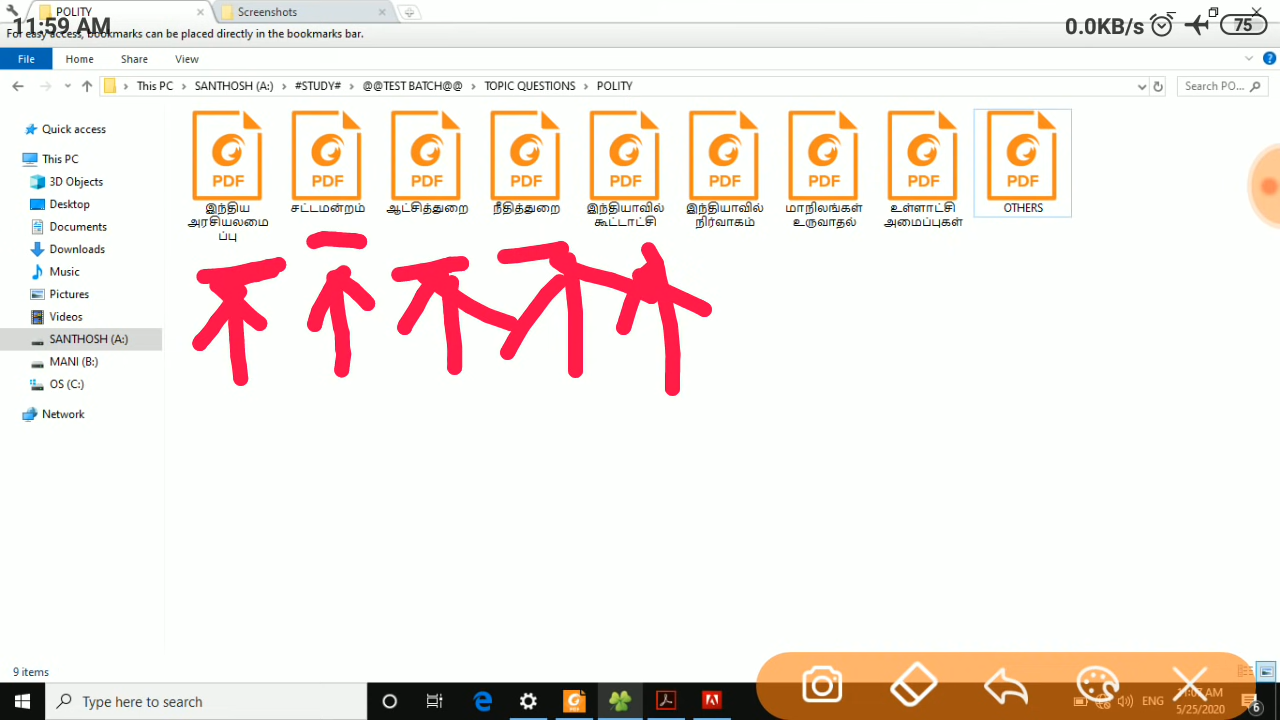 POLITY
Screenshots
11:59 AM
0.0KB/s
75
For easy access, bookmarks can be placed directly in the bookmarks bar.
File Home Share View
This PC > SANTHOSH (A:) > #STUDY# > @@TEST BATCH@@ > TOPIC QUESTIONS > POLITY
Search PO...
Quick access
This PC
3D Objects
Desktop
Documents
Downloads
Music
Pictures
Videos
SANTHOSH (A:)
MANI (B:)
OS (C:)
Network
PDF PDF PDF PDF PDF PDF PDF PDF PDF
இந்திய அரசியலமைப்பு
சட்டமன்றம்
ஆட்சித்துறை
நீதித்துறை
இந்தியாவில் கூட்டாட்சி
இந்தியாவில் நிர்வாகம்
மாநிலங்கள் உருவாதல்
உள்ளாட்சி அமைப்புகள்
OTHERS
9 items
Type here to search
ENG
5/25/2020
6